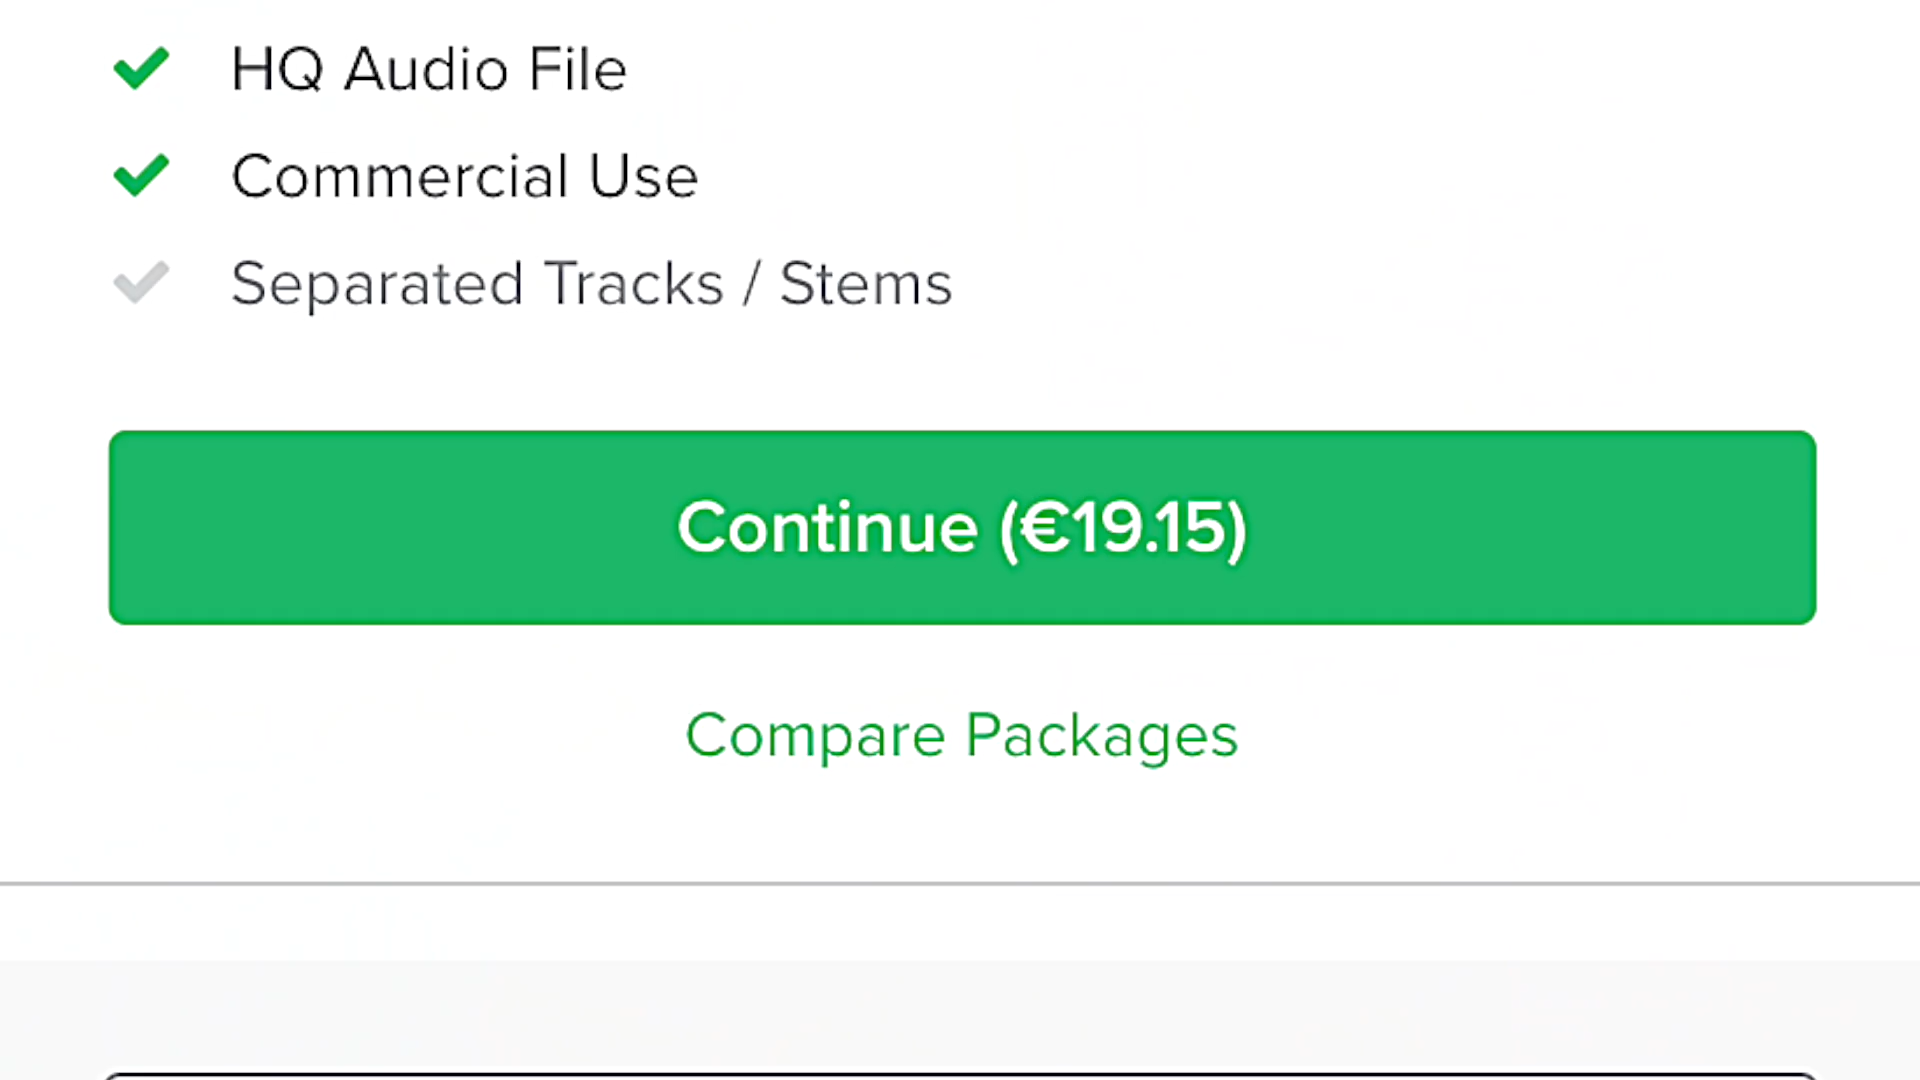 HQ Audio File
Commercial Use
Separated Tracks / Stems
Continue (€19.15)
Compare Packages